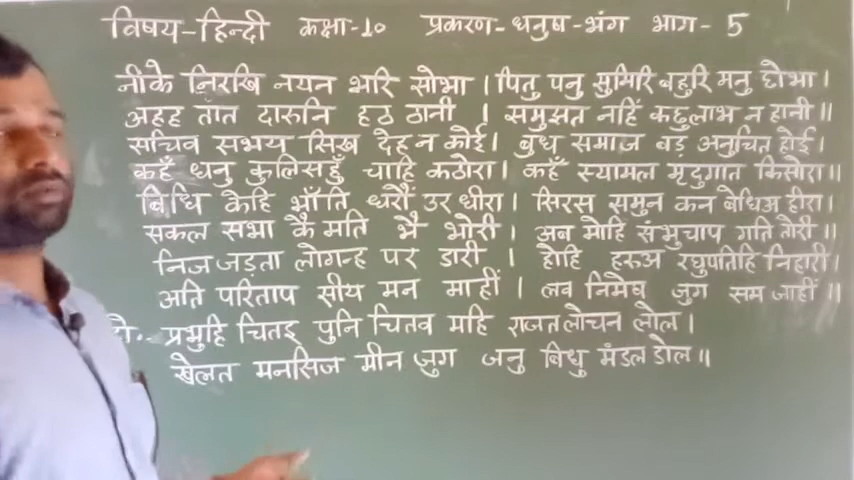 विषय-हिन्दी कक्षा-10 प्रकरण-धनुष-भंग भाग-5
नीके निरखि नयन भरि सोभा । पितु पनु सुमिरि बहुरि मनु छोभा ।
अहह तात दारुनि हठ ठानी । समुझत नहिं कछुलाभ न हानी ॥
सचिव सभय सिख देइ न कोई । बुध समाज बड़ अनुचित होई ।
कहँ धनु कुलिसहुँ चाहि कठोरा । कहँ स्यामल मृदुगात किसोरा ॥
बिधि केहि भाँति धरौं उर धीरा । सिरस सुमन कन बेधिअ हीरा ।
सकल सभा कै मति भै भोरी । अब मोहि संभुचाप गति तोरी ॥
निज जड़ता लोगन्ह पर डारी । होहि हरुअ रघुपतिहि निहारी ।
अति परिताप सीय मन माहीं । लव निमेष जुग सम जाहीं ॥
दो.. प्रभुहि चितइ पुनि चितव महि राजत लोचन लोल ।
खेलत मनसिज मीन जुग जनु बिधु मंडल डोल ॥